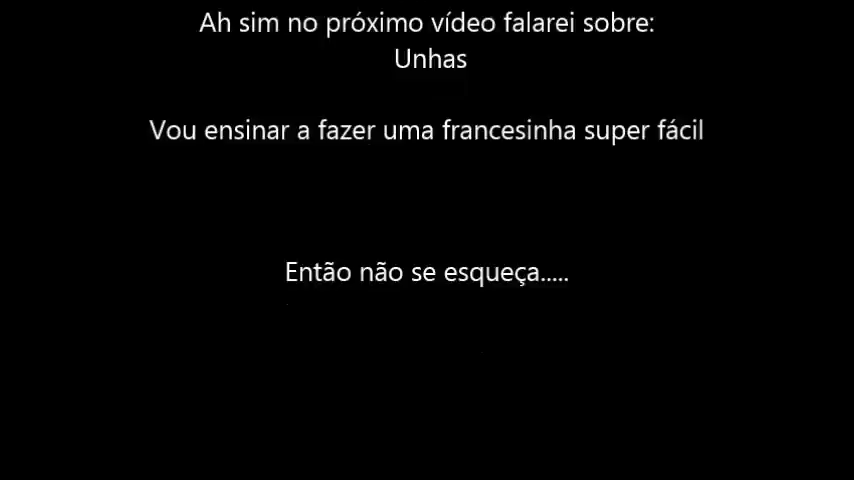 Ah sim no próximo vídeo falarei sobre:
Unhas
Vou ensinar a fazer uma francesinha super fácil
Então não se esqueça.....